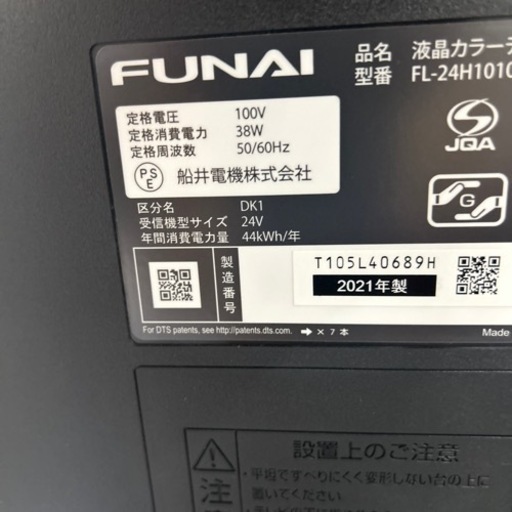 FUNAI
品名 液晶カラーテ
型番 FL-24H1010
定格電圧 100V
定格消費電力 38W
定格周波数 50/60Hz
PSE 船井電機株式会社
JQA
G
区分名 DK1
受信機型サイズ 24V
年間消費電力量 44kWh/年
製造番号
T105L40689H
2021年製
For DTS patents, see http://patents.dts.com.
×7本
Made
設置上のご注意
注
・平坦ですべりにくく変形しない台の上に
置いてください。